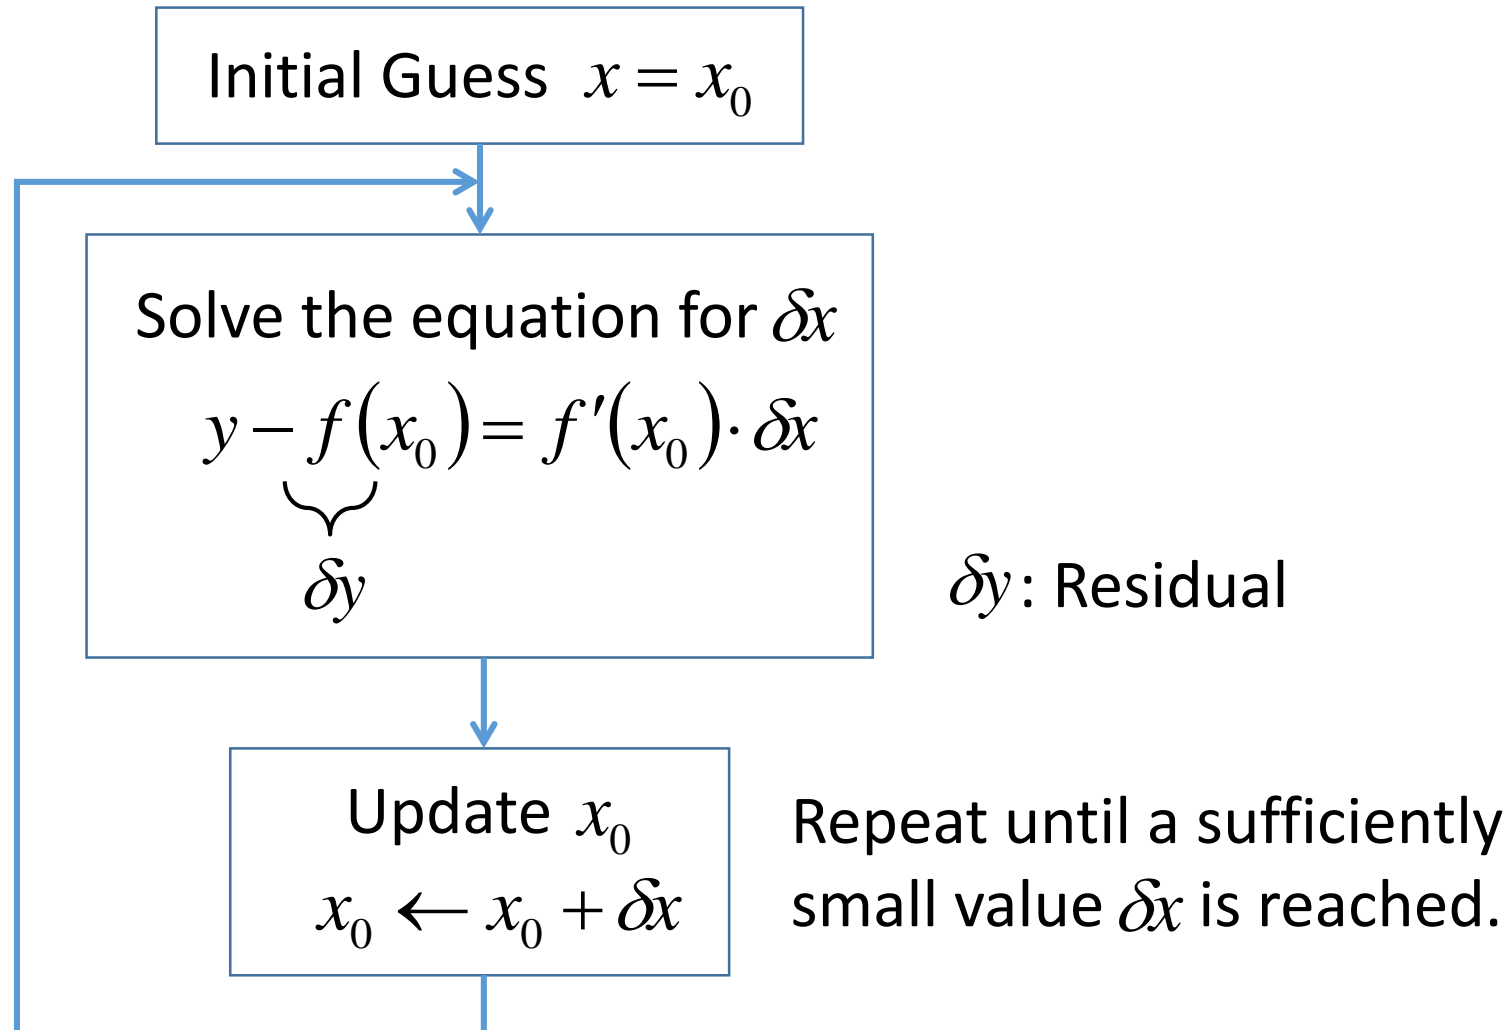 Initial Guess x = x₀
Solve the equation for δx
y − f(x₀) = f′(x₀)· δx
δy
δy : Residual
Update x₀
x₀ ← x₀ + δx
Repeat until a sufficiently
small value δx is reached.